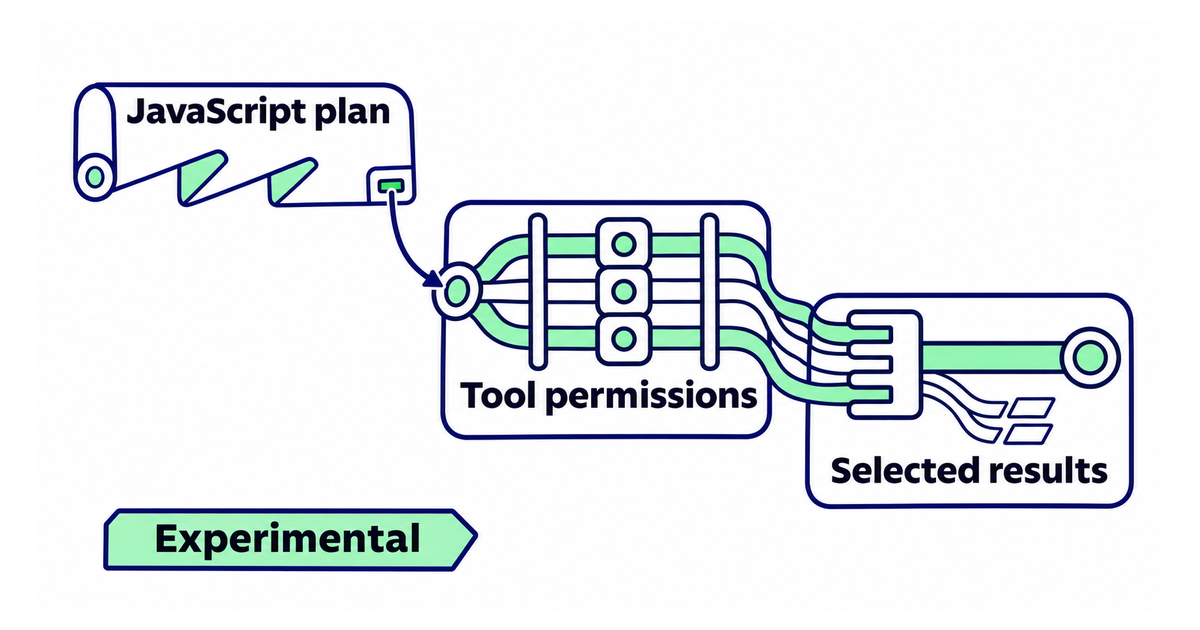 JavaScript plan
Tool permissions
Selected results
Experimental